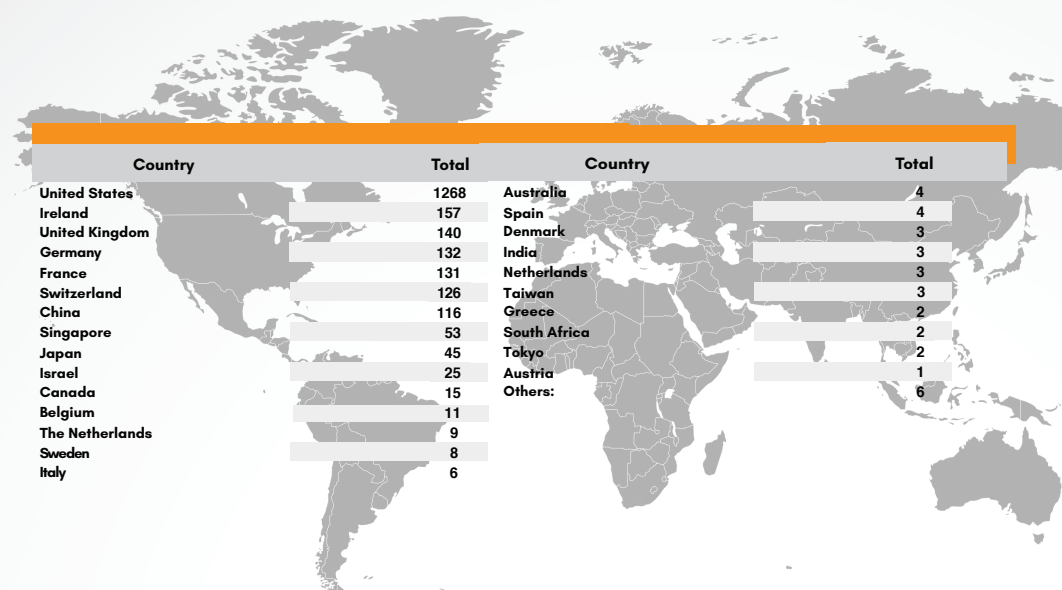 Country Total
United States 1268
Ireland 157
United Kingdom 140
Germany 132
France 131
Switzerland 126
China 116
Singapore 53
Japan 45
Israel 25
Canada 15
Belgium 11
The Netherlands 9
Sweden 8
Italy 6
Country Total
Australia 4
Spain 4
Denmark 3
India 3
Netherlands 3
Taiwan 3
Greece 2
South Africa 2
Tokyo 2
Austria 1
Others: 6